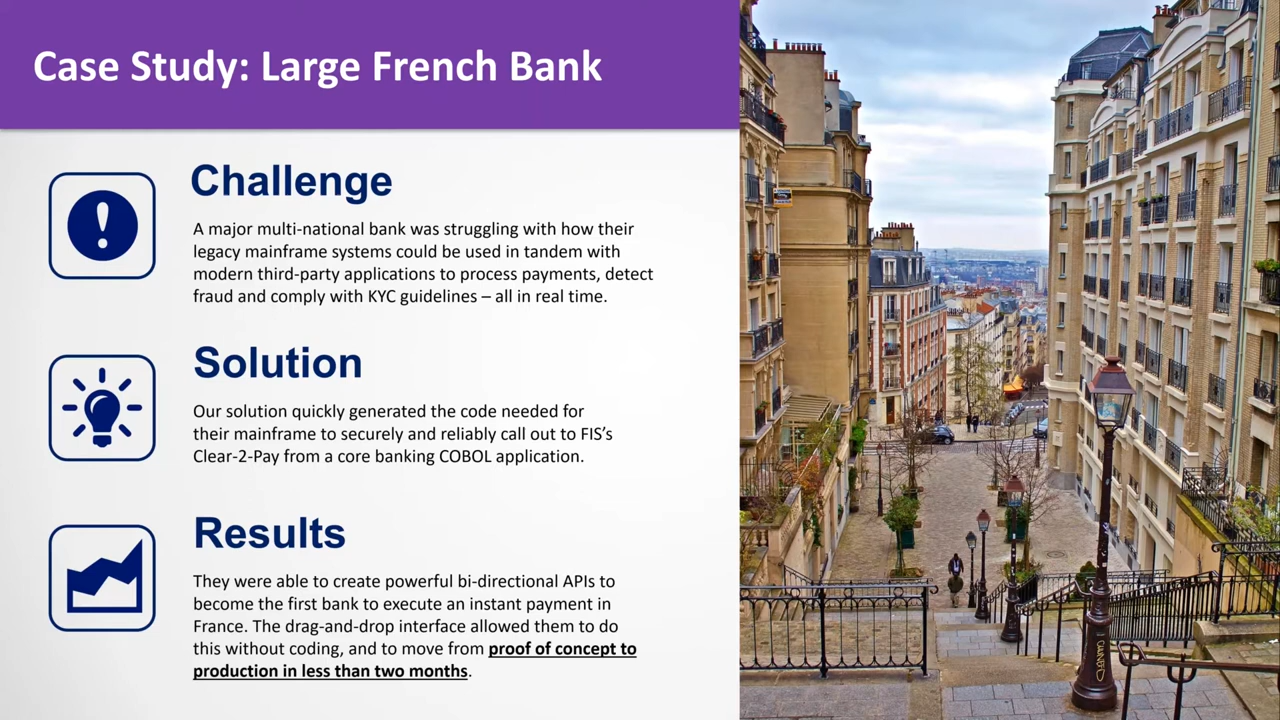 Case Study: Large French Bank
Challenge
A major multi-national bank was struggling with how their
legacy mainframe systems could be used in tandem with
modern third-party applications to process payments, detect
fraud and comply with KYC guidelines – all in real time.
Solution
Our solution quickly generated the code needed for
their mainframe to securely and reliably call out to FIS’s
Clear-2-Pay from a core banking COBOL application.
Results
They were able to create powerful bi-directional APIs to
become the first bank to execute an instant payment in
France. The drag-and-drop interface allowed them to do
this without coding, and to move from proof of concept to
production in less than two months.